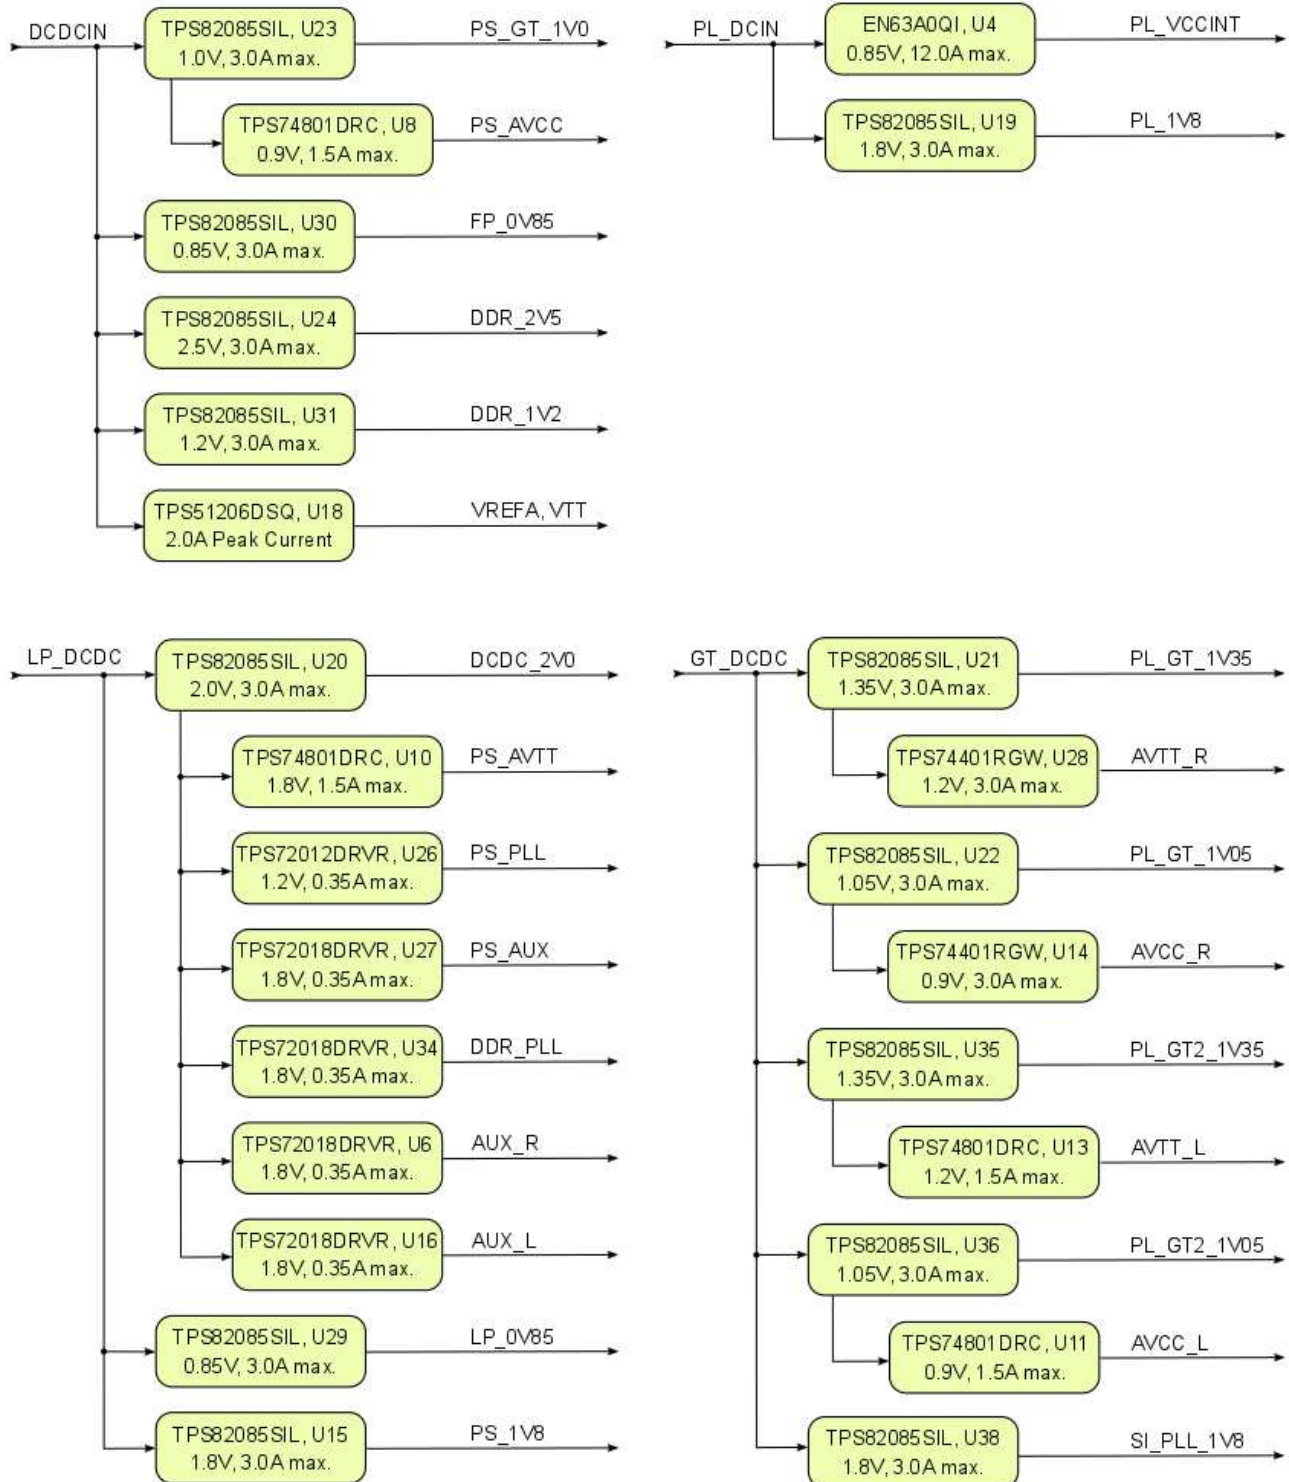 DCDCIN
TPS82085SIL, U23
1.0V, 3.0A max.
PS_GT_1V0
TPS74801DRC, U8
0.9V, 1.5A max.
PS_AVCC
TPS82085SIL, U30
0.85V, 3.0A max.
FP_0V85
TPS82085SIL, U24
2.5V, 3.0A max.
DDR_2V5
TPS82085SIL, U31
1.2V, 3.0A max.
DDR_1V2
TPS51206DSQ, U18
2.0A Peak Current
VREFA, VTT
PL_DCIN
EN63A0QI, U4
0.85V, 12.0A max.
PL_VCCINT
TPS82085SIL, U19
1.8V, 3.0A max.
PL_1V8
LP_DCDC
TPS82085SIL, U20
2.0V, 3.0A max.
DCDC_2V0
TPS74801DRC, U10
1.8V, 1.5A max.
PS_AVTT
TPS72012DRVR, U26
1.2V, 0.35A max.
PS_PLL
TPS72018DRVR, U27
1.8V, 0.35A max.
PS_AUX
TPS72018DRVR, U34
1.8V, 0.35A max.
DDR_PLL
TPS72018DRVR, U6
1.8V, 0.35A max.
AUX_R
TPS72018DRVR, U16
1.8V, 0.35A max.
AUX_L
TPS82085SIL, U29
0.85V, 3.0A max.
LP_0V85
TPS82085SIL, U15
1.8V, 3.0A max.
PS_1V8
GT_DCDC
TPS82085SIL, U21
1.35V, 3.0A max.
PL_GT_1V35
TPS74401RGW, U28
1.2V, 3.0A max.
AVTT_R
TPS82085SIL, U22
1.05V, 3.0A max.
PL_GT_1V05
TPS74401RGW, U14
0.9V, 3.0A max.
AVCC_R
TPS82085SIL, U35
1.35V, 3.0A max.
PL_GT2_1V35
TPS74801DRC, U13
1.2V, 1.5A max.
AVTT_L
TPS82085SIL, U36
1.05V, 3.0A max.
PL_GT2_1V05
TPS74801DRC, U11
0.9V, 1.5A max.
AVCC_L
TPS82085SIL, U38
1.8V, 3.0A max.
SI_PLL_1V8